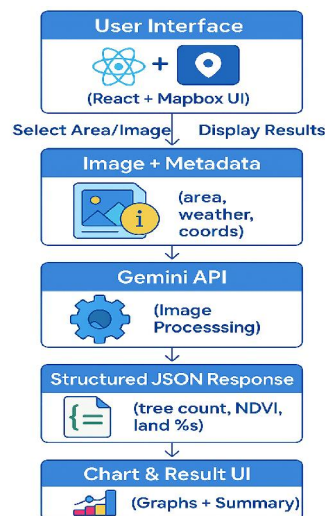 User Interface
+
(React + Mapbox UI)
Select Area/Image Display Results
Image + Metadata
i
(area,
weather,
coords)
Gemini API
(Image
Processsing)
Structured JSON Response
{=
(tree count, NDVI,
land %s)
Chart & Result UI
(Graphs + Summary)